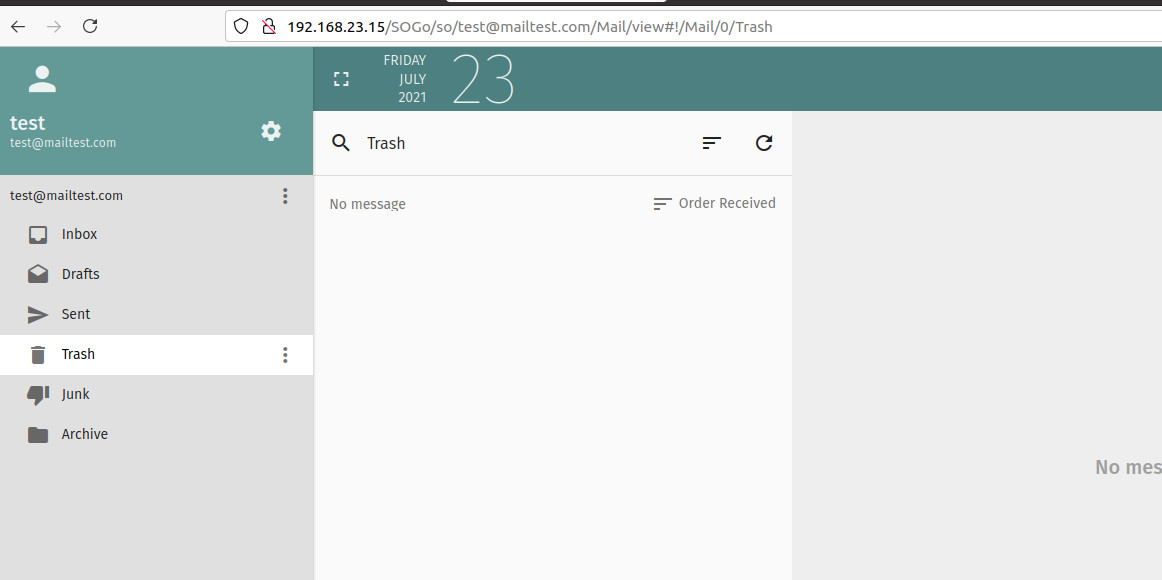 192.168.23.15/SOGo/so/test@mailtest.com/Mail/view#!/Mail/0/Trash
test
test@mailtest.com
FRIDAY
JULY
2021
23
test@mailtest.com
Inbox
Drafts
Sent
Trash
Junk
Archive
Trash
No message
Order Received
No mes